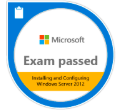 Microsoft
Exam passed
Installing and Configuring
Windows Server 2012